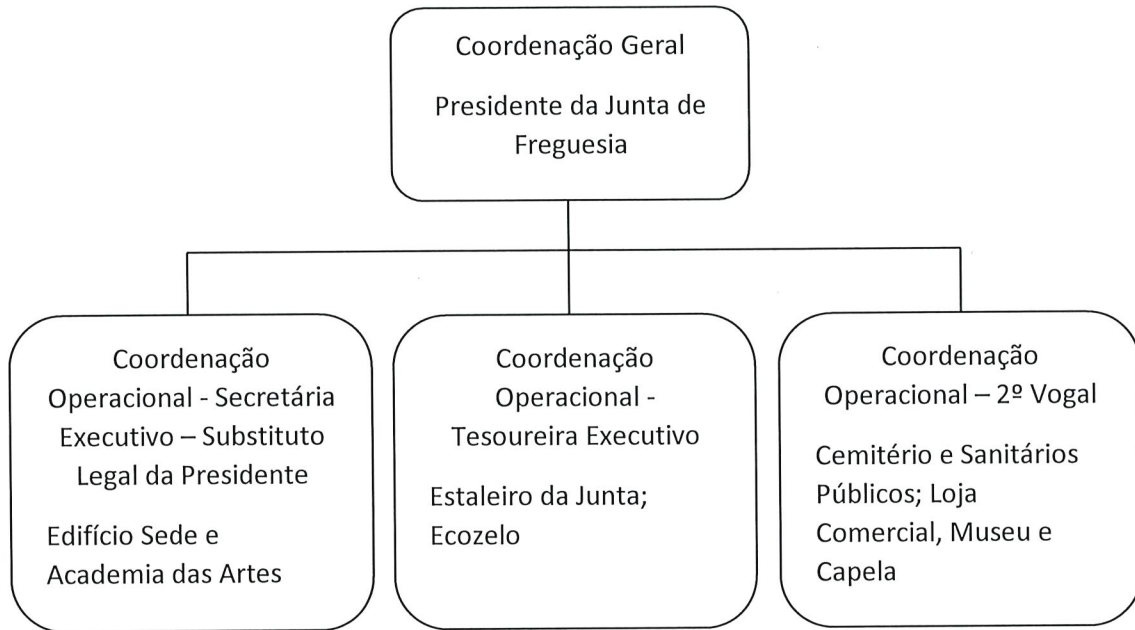 Coordenação Geral
Presidente da Junta de
Freguesia
Coordenação
Operacional - Secretária
Executivo – Substituto
Legal da Presidente
Edifício Sede e
Academia das Artes
Coordenação
Operacional -
Tesoureira Executivo
Estaleiro da Junta;
Ecozelo
Coordenação
Operacional – 2º Vogal
Cemitério e Sanitários
Públicos; Loja
Comercial, Museu e
Capela